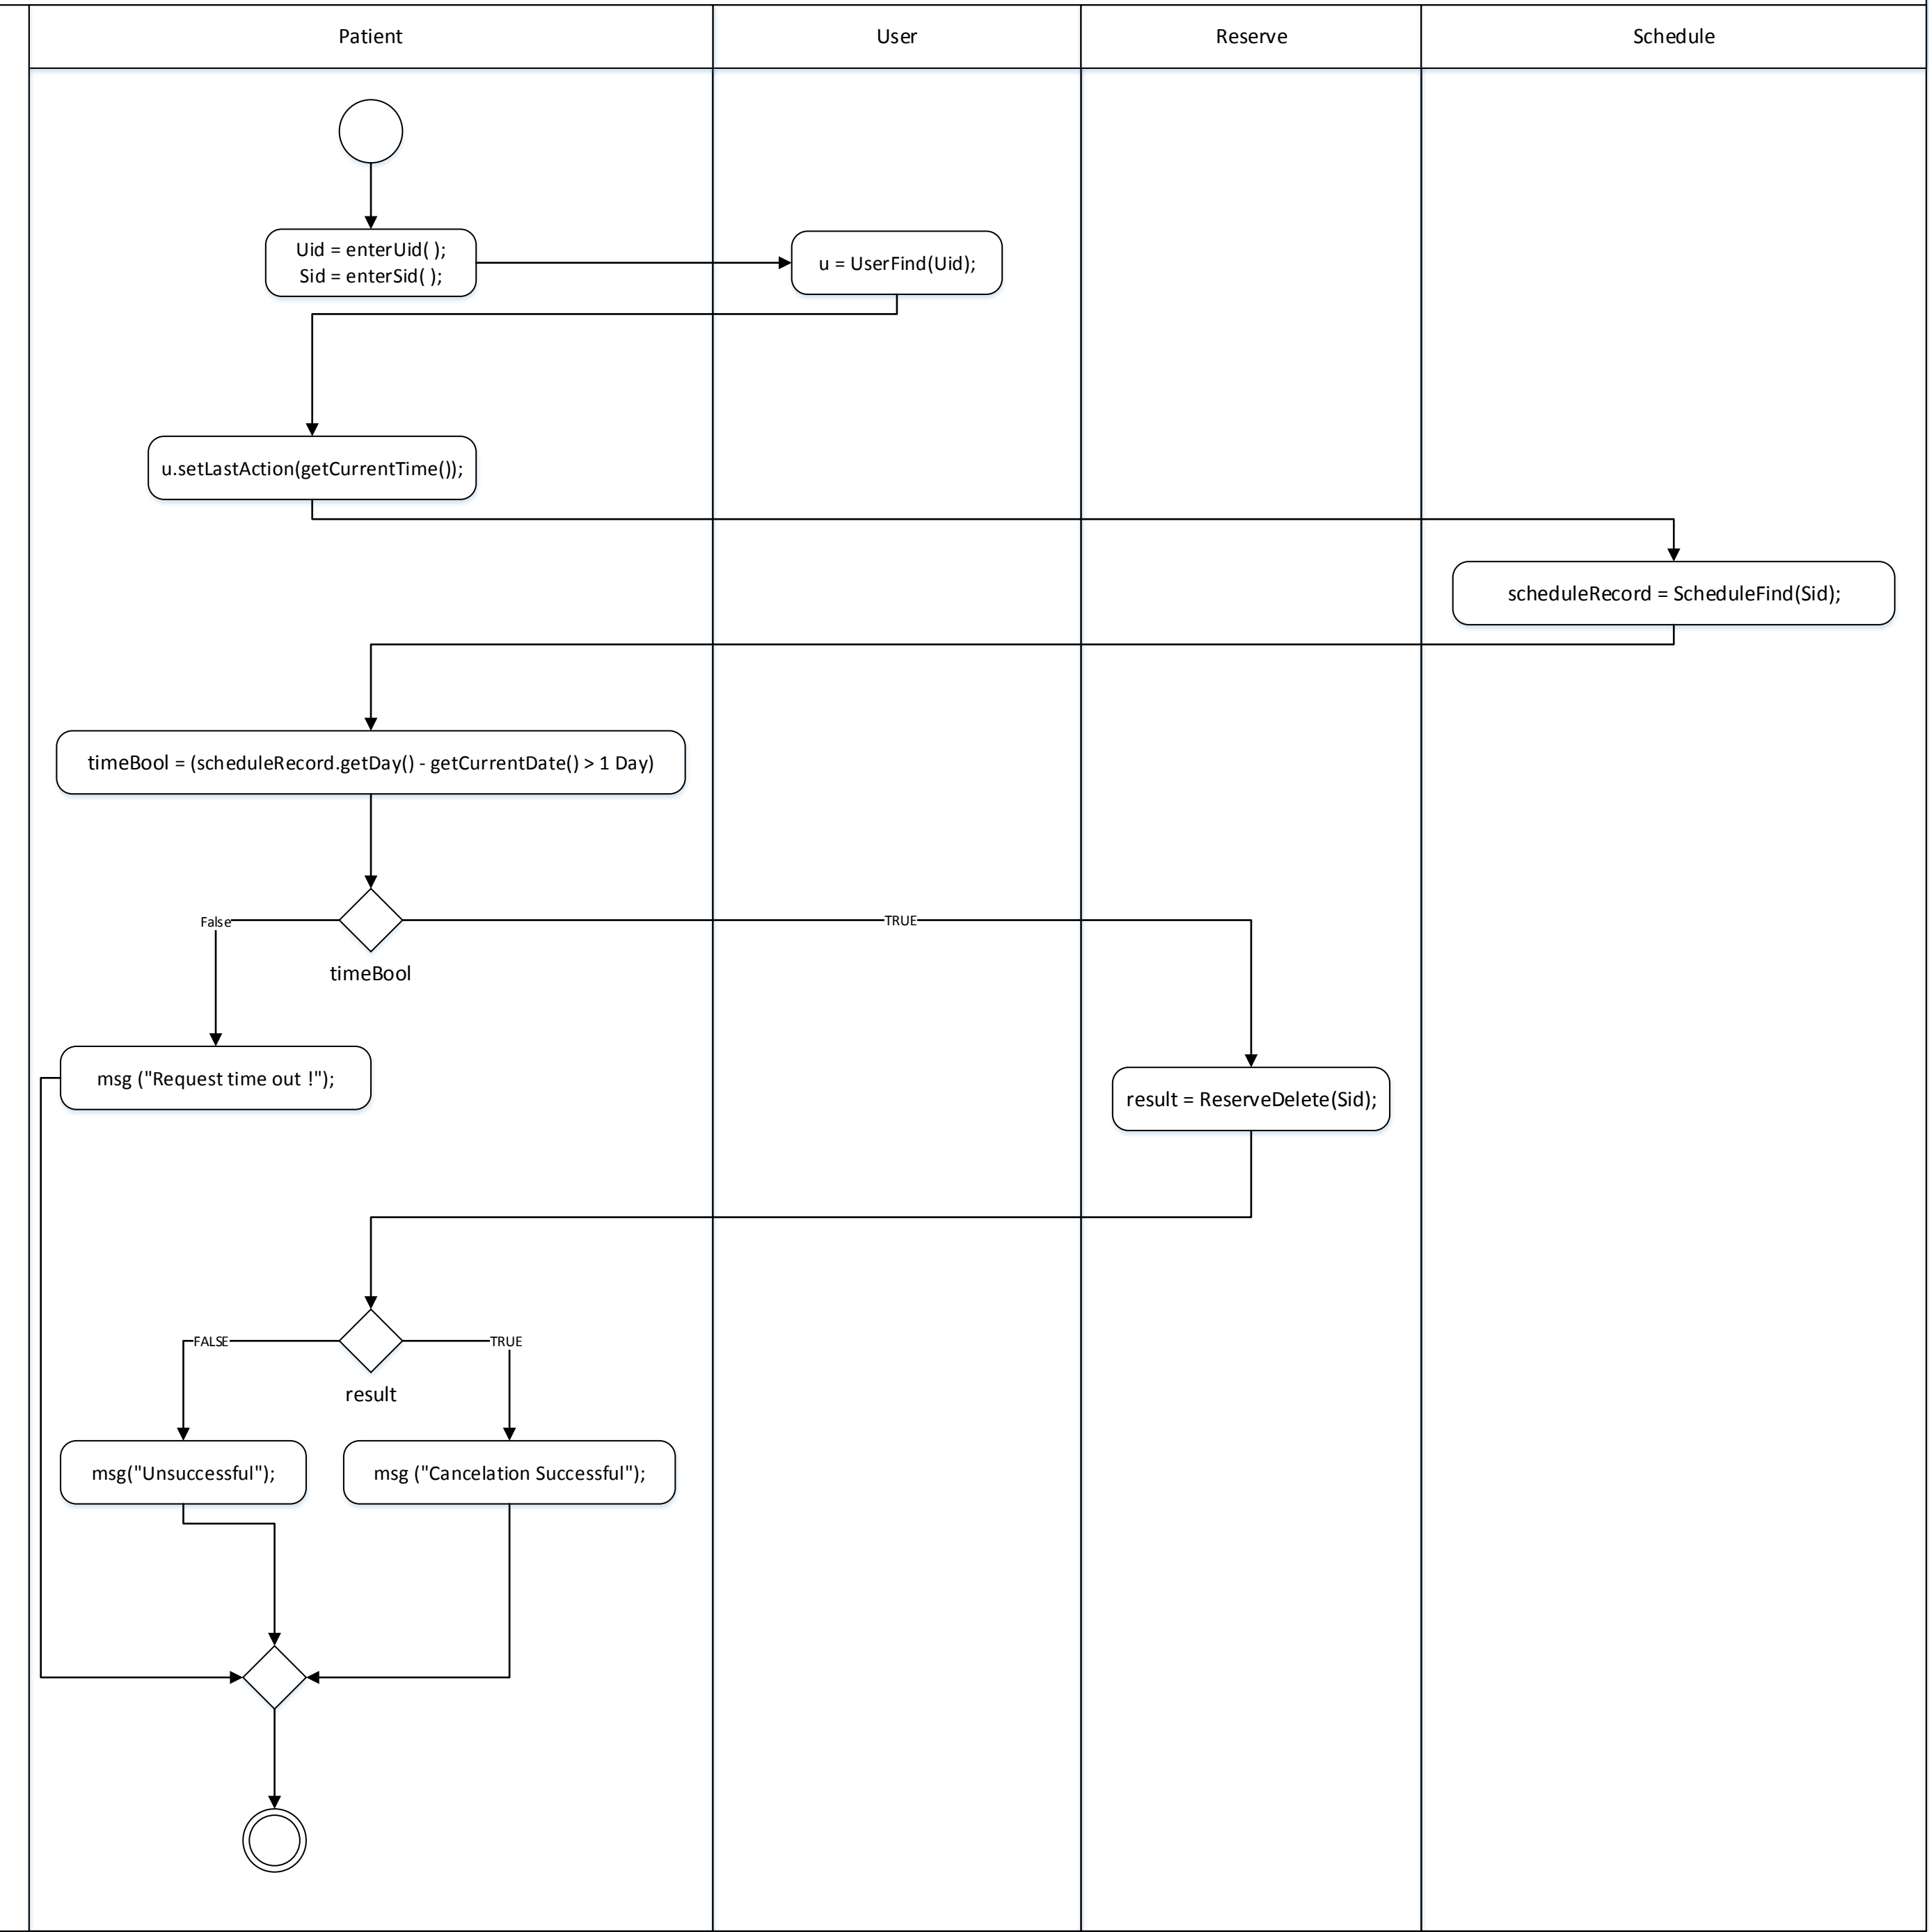 Patient
User
Reserve
Schedule
Uid = enterUid( );
Sid = enterSid( );
u = UserFind(Uid);
u.setLastAction(getCurrentTime());
scheduleRecord = ScheduleFind(Sid);
timeBool = (scheduleRecord.getDay() - getCurrentDate() > 1 Day)
False
TRUE
timeBool
msg ("Request time out !");
result = ReserveDelete(Sid);
FALSE
TRUE
result
msg("Unsuccessful");
msg ("Cancelation Successful");